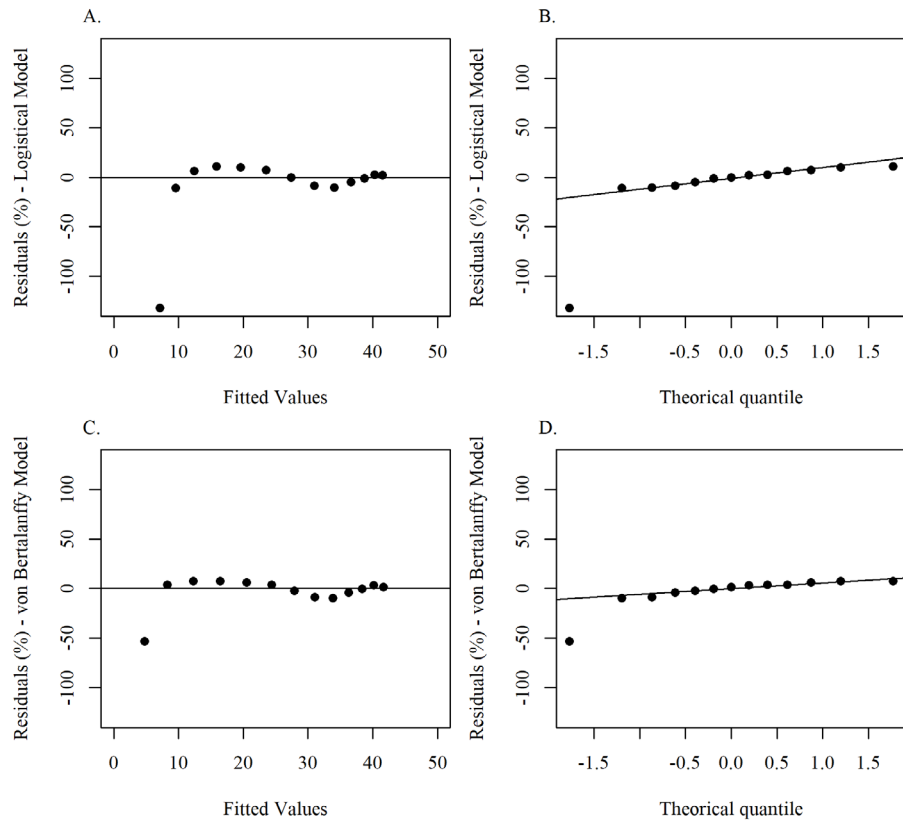 A.
Residuals (%) - Logistical Model
100
50
0
-50
-100
0 10 20 30 40 50
Fitted Values
B.
Residuals (%) - Logistical Model
100
50
0
-50
-100
-1.5 -0.5 0.0 0.5 1.0 1.5
Theorical quantile
C.
Residuals (%) - von Bertalanffy Model
100
50
0
-50
-100
0 10 20 30 40 50
Fitted Values
D.
Residuals (%) - von Bertalanffy Model
100
50
0
-50
-100
-1.5 -0.5 0.0 0.5 1.0 1.5
Theorical quantile